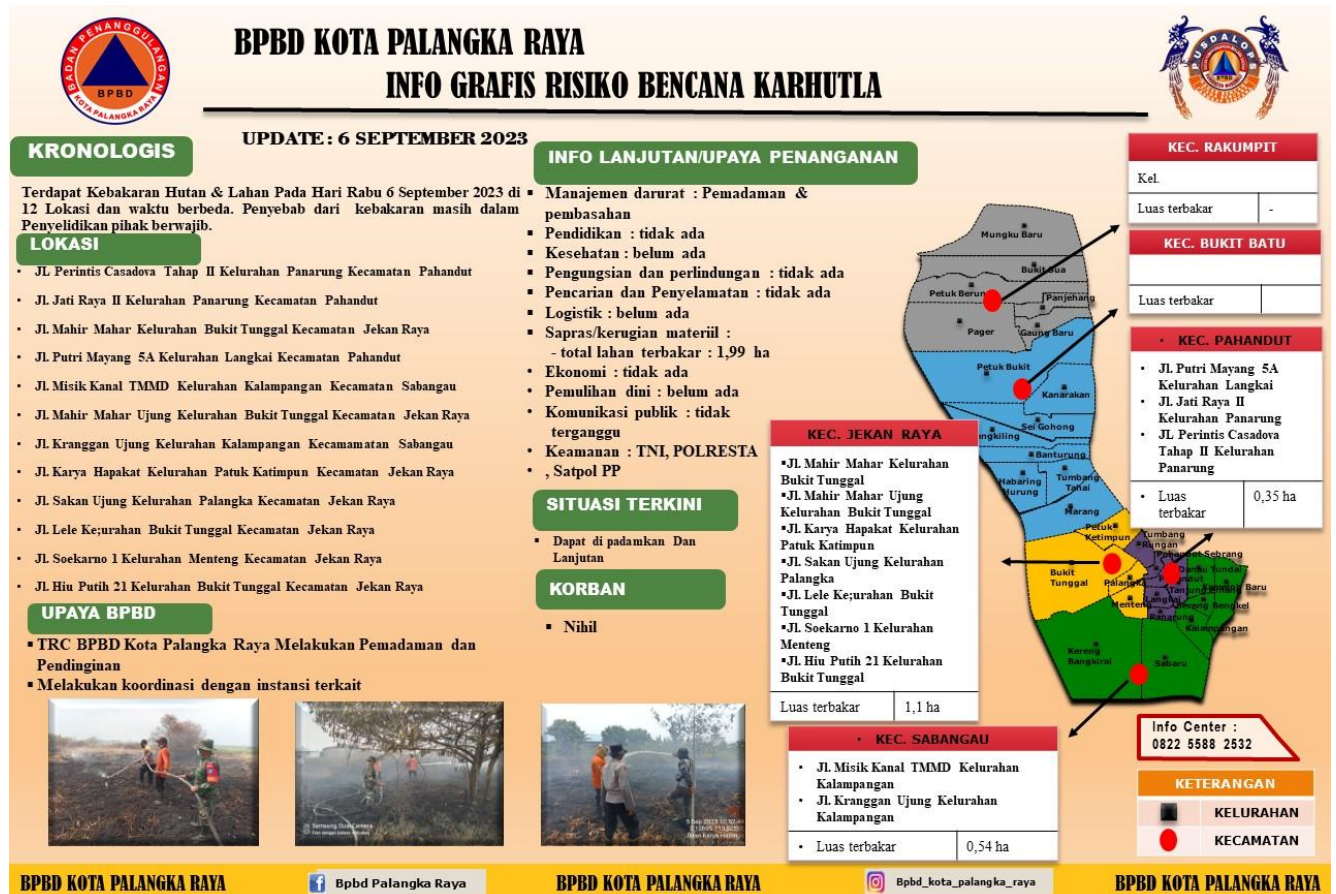 BADAN PENANGGULANGAN
BPBD
KOTA PALANGKA RAYA
BPBD KOTA PALANGKA RAYA
INFO GRAFIS RISIKO BENCANA KARHUTLA
PUSDALOPS
UPDATE : 6 SEPTEMBER 2023
KRONOLOGIS
Terdapat Kebakaran Hutan & Lahan Pada Hari Rabu 6 September 2023 di
12 Lokasi dan waktu berbeda. Penyebab dari kebakaran masih dalam
Penyelidikan pihak berwajib.
LOKASI
• JL Perintis Casadova Tahap II Kelurahan Panarung Kecamatan Pahandut
• Jl. Jati Raya II Kelurahan Panarung Kecamatan Pahandut
• Jl. Mahir Mahar Kelurahan Bukit Tunggal Kecamatan Jekan Raya
• Jl. Putri Mayang 5A Kelurahan Langkai Kecamatan Pahandut
• Jl. Misik Kanal TMMD Kelurahan Kalampangan Kecamatan Sabangau
• Jl. Mahir Mahar Ujung Kelurahan Bukit Tunggal Kecamatan Jekan Raya
• Jl. Kranggan Ujung Kelurahan Kalampangan Kecamamatan Sabangau
• Jl. Karya Hapakat Kelurahan Patuk Katimpun Kecamatan Jekan Raya
• Jl. Sakan Ujung Kelurahan Palangka Kecamatan Jekan Raya
• Jl. Lele Ke;urahan Bukit Tunggal Kecamatan Jekan Raya
• Jl. Soekarno 1 Kelurahan Menteng Kecamatan Jekan Raya
• Jl. Hiu Putih 21 Kelurahan Bukit Tunggal Kecamatan Jekan Raya
UPAYA BPBD
▪ TRC BPBD Kota Palangka Raya Melakukan Pemadaman dan
Pendinginan
▪ Melakukan koordinasi dengan instansi terkait
Samsung Dual Camera
INFO LANJUTAN/UPAYA PENANGANAN
▪ Manajemen darurat : Pemadaman &
pembasahan
▪ Pendidikan : tidak ada
▪ Kesehatan : belum ada
▪ Pengungsian dan perlindungan : tidak ada
▪ Pencarian dan Penyelamatan : tidak ada
▪ Logistik : belum ada
▪ Sapras/kerugian materiil :
- total lahan terbakar : 1,99 ha
• Ekonomi : tidak ada
• Pemulihan dini : belum ada
• Komunikasi publik : tidak
terganggu
• Keamanan : TNI, POLRESTA
• , Satpol PP
SITUASI TERKINI
▪ Dapat di padamkan Dan
Lanjutan
KORBAN
▪ Nihil
KEC. RAKUMPIT
Kel.
Luas terbakar -
KEC. BUKIT BATU
Luas terbakar
• KEC. PAHANDUT
• Jl. Putri Mayang 5A
Kelurahan Langkai
• Jl. Jati Raya II
Kelurahan Panarung
• JL Perintis Casadova
Tahap II Kelurahan
Panarung
• Luas
terbakar
0,35 ha
KEC. JEKAN RAYA
▪Jl. Mahir Mahar Kelurahan
Bukit Tunggal
▪Jl. Mahir Mahar Ujung
Kelurahan Bukit Tunggal
▪Jl. Karya Hapakat Kelurahan
Patuk Katimpun
▪Jl. Sakan Ujung Kelurahan
Palangka
▪Jl. Lele Ke;urahan Bukit
Tunggal
▪Jl. Soekarno 1 Kelurahan
Menteng
▪Jl. Hiu Putih 21 Kelurahan
Bukit Tunggal
Luas terbakar 1,1 ha
• KEC. SABANGAU
• Jl. Misik Kanal TMMD Kelurahan
Kalampangan
• Jl. Kranggan Ujung Kelurahan
Kalampangan
• Luas terbakar 0,54 ha
Mungku Baru
Bukit Sua
Petuk Berun
Panjehang
Pager
Gaung Baru
Petuk Bukit
Kanarakan
Sei Gohong
ngkiling
Banturung
Habaring
Hurung
Tumbang
Tahai
Marang
Petuk
Ketimpun
Tumbang
Rungan
Bukit
Tunggal
Palangka
Menteng
Langkai
Panarung
Bereng Bengkel
Kalampangan
Kereng
Bangkirai
Sabaru
Info Center :
0822 5588 2532
KETERANGAN
KELURAHAN
KECAMATAN
BPBD KOTA PALANGKA RAYA
Bpbd Palangka Raya
BPBD KOTA PALANGKA RAYA
Bpbd_kota_palangka_raya
BPBD KOTA PALANGKA RAYA